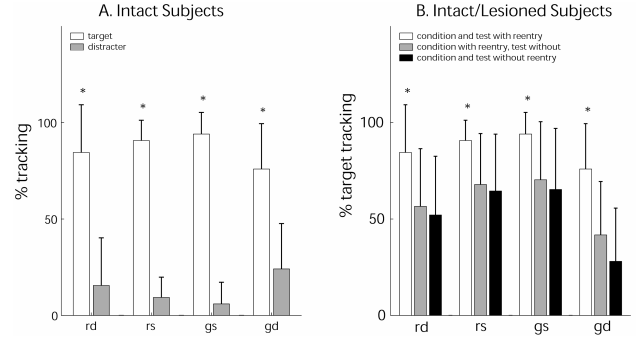 A. Intact Subjects
target
distracter
% tracking
100
50
0
* * * *
rd rs gs gd
B. Intact/Lesioned Subjects
condition and test with reentry
condition with reentry, test without
condition and test without reentry
% target tracking
100
50
0
* * * *
rd rs gs gd